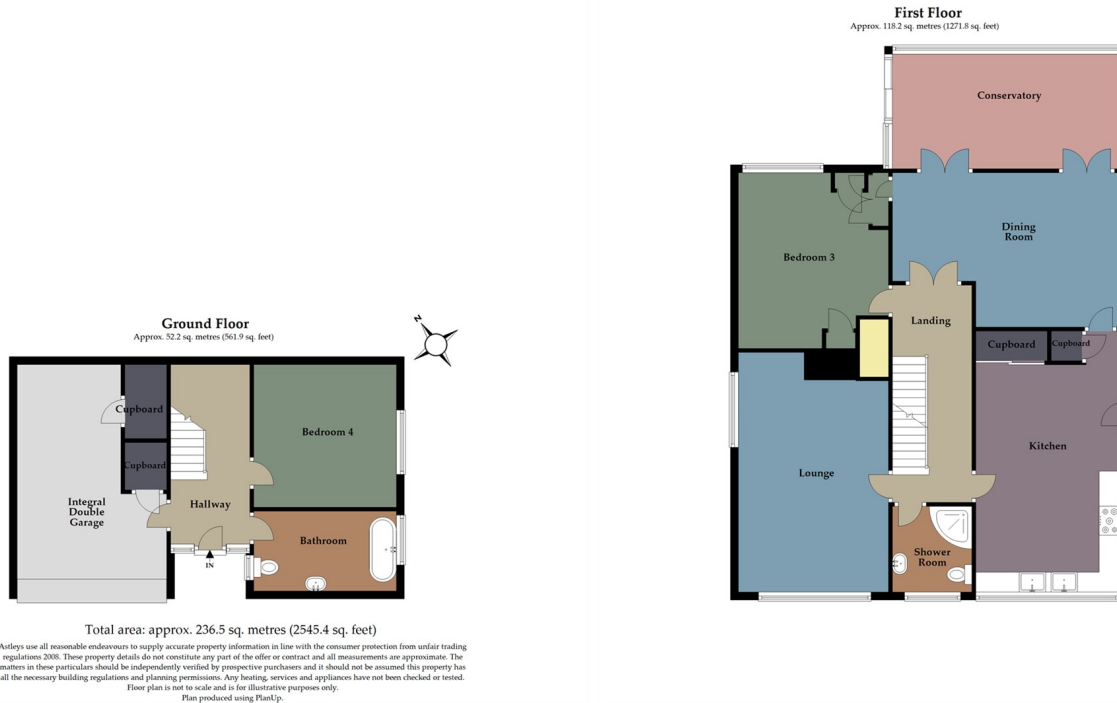 First Floor
Approx. 118.2 sq. metres (1271.8 sq. feet)
Conservatory
Dining
Room
Bedroom 3
Landing
Cupboard
Cupboard
Kitchen
Lounge
Shower
Room
Ground Floor
Approx. 52.2 sq. metres (561.9 sq. feet)
N
Cupboard
Bedroom 4
Cupboard
Integral
Double
Garage
Hallway
Bathroom
IN
Total area: approx. 236.5 sq. metres (2545.4 sq. feet)
Astleys use all reasonable endeavours to supply accurate property information in line with the consumer protection from unfair trading
regulations 2008. These property details do not constitute any part of the offer or contract and all measurements are approximate. The
matters in these particulars should be independently verified by prospective purchasers and it should not be assumed this property has
all the necessary building regulations and planning permissions. Any heating, services and appliances have not been checked or tested.
Floor plan is not to scale and is for illustrative purposes only.
Plan produced using PlanUp.